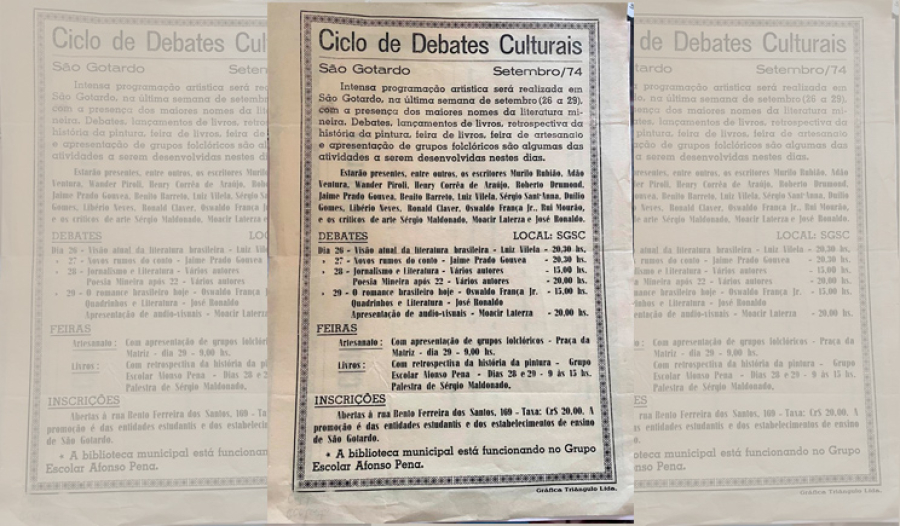 Ciclo de Debates Culturais
São Gotardo Setembro/74
Intensa programação artística será realizada em
São Gotardo, na última semana de setembro (26 a 29),
com a presença dos maiores nomes da literatura mi-
neira. Debates, lançamentos de livros, retrospectiva da
história da pintura, feira de livros, feira de artesanato
e apresentação de grupos folclóricos são algumas das
atividades a serem desenvolvidas nestes dias.
Estarão presentes, entre outros, os escritores Murilo Rubião, Adão
Ventura, Wander Piroli, Henry Corrêa de Araújo, Roberto Drumond,
Jaime Prado Gouvea, Benito Barreto, Luiz Vilela, Sérgio Sant'Anna, Duílio
Gomes, Libério Neves, Ronald Claver, Oswaldo França Jr., Rui Mourão,
e os críticos de arte Sérgio Maldonado, Moacir Laterza e José Ronaldo.
DEBATES LOCAL: SGSC
Dia 26 - Visão atual da literatura brasileira - Luiz Vilela - 20,30 hs.
» 27 - Novos rumos do conto - Jaime Prado Gouvea - 20,30 hs.
» 28 - Jornalismo e Literatura - Vários autores - 15,00 hs.
Poesia Mineira após 22 - Vários autores - 20,00 hs.
» 29 - O romance brasileiro hoje - Oswaldo França Jr. - 15,00 hs.
Quadrinhos e Literatura - José Ronaldo
Apresentação de audio-visuais - Moacir Laterza - 20,00 hs.
FEIRAS
Artesanato : Com apresentação de grupos folclóricos - Praça da
Matriz - dia 29 - 9,00 hs.
Livros : Com retrospectiva da história da pintura - Grupo
Escolar Afonso Pena - Dias 28 e 29 - 9 às 15 hs.
Palestra de Sérgio Maldonado.
INSCRIÇÕES
Abertas à rua Bento Ferreira dos Santos, 169 - Taxa: Cr$ 20,00. A
promoção é das entidades estudantis e dos estabelecimentos de ensino
de São Gotardo.
* A biblioteca municipal está funcionando no Grupo
Escolar Afonso Pena.
Gráfica Triângulo Ltda.